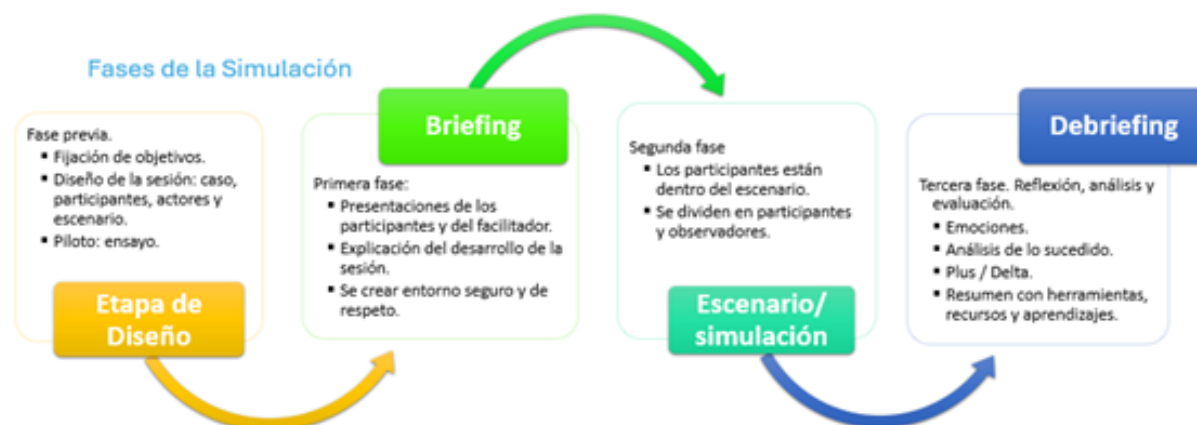 Fases de la Simulación
Fase previa.
▪ Fijación de objetivos.
▪ Diseño de la sesión: caso,
participantes, actores y
escenario.
▪ Piloto: ensayo.
Etapa de
Diseño
Briefing
Primera fase:
▪ Presentaciones de los
participantes y del facilitador.
▪ Explicación del desarrollo de la
sesión.
▪ Se crear entorno seguro y de
respeto.
Segunda fase
▪ Los participantes están
dentro del escenario.
▪ Se dividen en participantes
y observadores.
Escenario/
simulación
Debriefing
Tercera fase. Reflexión, análisis y
evaluación.
▪ Emociones.
▪ Análisis de lo sucedido.
▪ Plus / Delta.
▪ Resumen con herramientas,
recursos y aprendizajes.